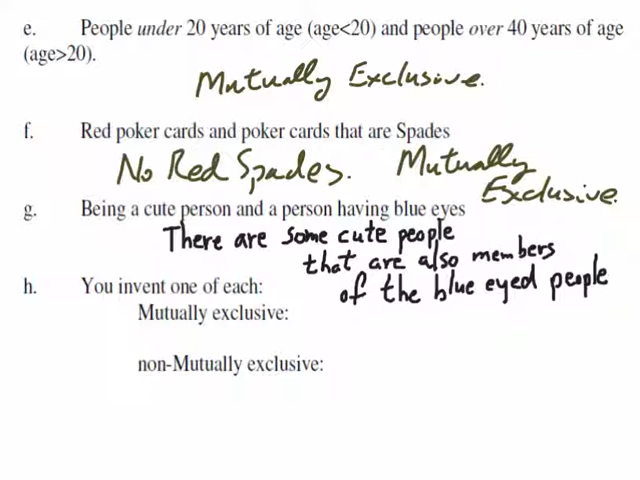 e. People under 20 years of age (age<20) and people over 40 years of age
(age>20).
Mutually Exclusive.
f. Red poker cards and poker cards that are Spades
No Red Spades. Mutually
Exclusive.
g. Being a cute person and a person having blue eyes
There are some cute people
that are also members
of the blue eyed people
h. You invent one of each:
Mutually exclusive:
non-Mutually exclusive: